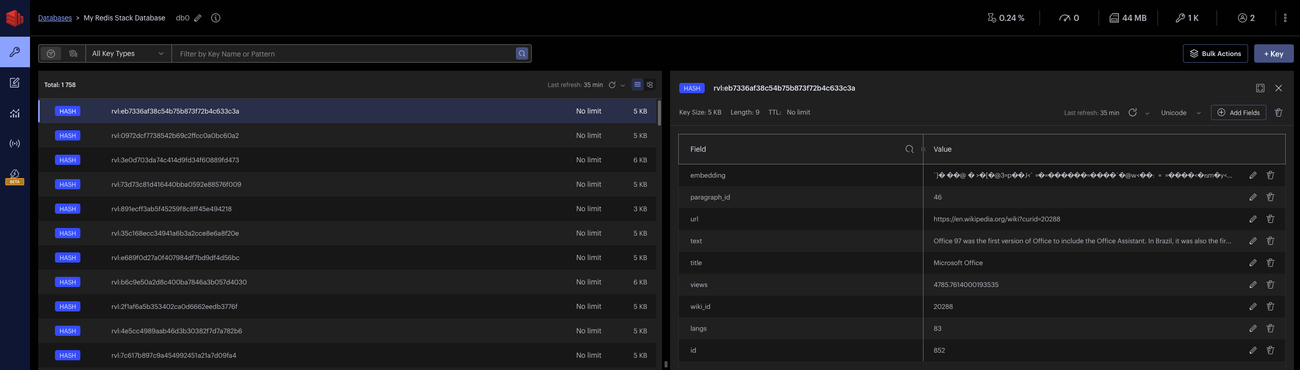 Databases > My Redis Stack Database db0
0.24 % 0 44 MB 1 K 2
All Key Types Filter by Key Name or Pattern
Bulk Actions + Key
Total: 1 758 Last refresh: 35 min
HASH rvl:eb7336af38c54b75b873f72b4c633c3a No limit 5 KB
HASH rvl:0972dcf7738542b69c2ffcc0a0bc60a2 No limit 5 KB
HASH rvl:3e0d703da74c414d9fd34f60889fd473 No limit 6 KB
HASH rvl:73d73c81d416440bba0592e88576f009 No limit 5 KB
HASH rvl:891ecff3ab5f45259f8c8ff45e494218 No limit 3 KB
HASH rvl:35c168ecc34941a6b3a2cce8e6a8f20e No limit 5 KB
HASH rvl:e689f0d27a0f407984df7bd9df4d56bc No limit 5 KB
HASH rvl:b6c9e50a2d8c400ba7846a3b057d4030 No limit 6 KB
HASH rvl:2f1af6a5b353402ca0d6662eedb3776f No limit 5 KB
HASH rvl:4e5cc4989aab46d3b30382f7d7a782b6 No limit 5 KB
HASH rvl:7c617b897c9a454992451a21a7d09fa4 No limit 5 KB
BETA
HASH rvl:eb7336af38c54b75b873f72b4c633c3a
Key Size: 5 KB Length: 9 TTL: No limit Last refresh: 35 min Unicode Add Fields
Field Value
embedding
paragraph_id 46
url https://en.wikipedia.org/wiki?curid=20288
text Office 97 was the first version of Office to include the Office Assistant. In Brazil, it was also the fir...
title Microsoft Office
views 4785.7614000193535
wiki_id 20288
langs 83
id 852